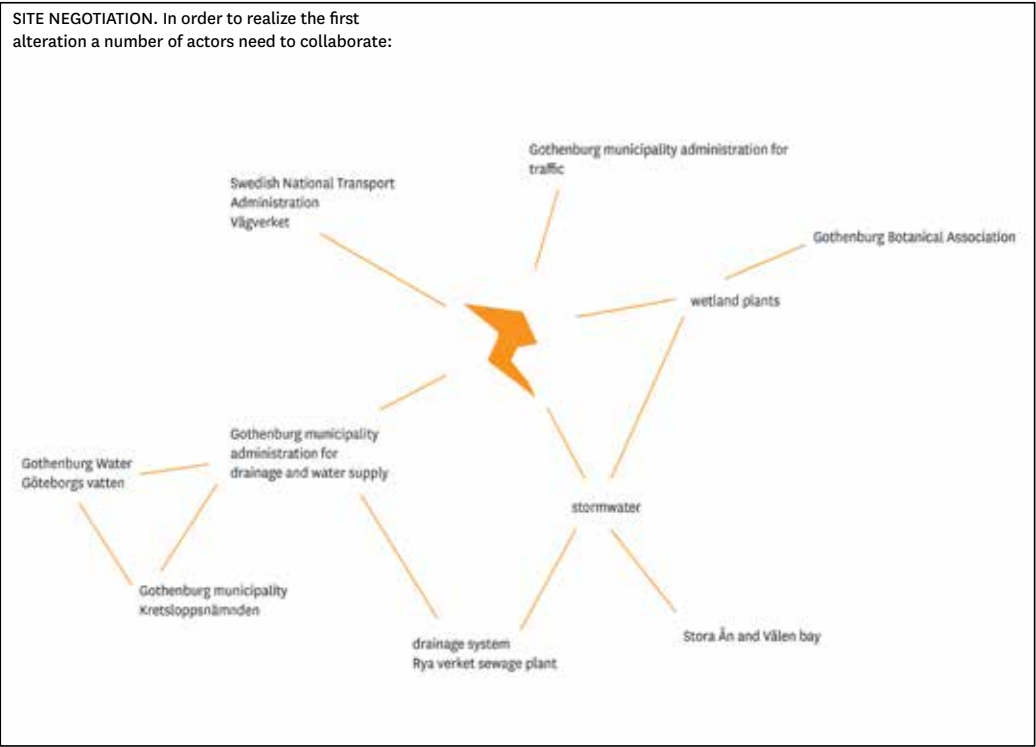 SITE NEGOTIATION. In order to realize the first
alteration a number of actors need to collaborate:
Gothenburg municipality administration for
traffic
Swedish National Transport
Administration
Vägverket
Gothenburg Botanical Association
wetland plants
Gothenburg municipality
administration for
drainage and water supply
Gothenburg Water
Göteborgs vatten
stormwater
Gothenburg municipality
Kretsloppsnämnden
drainage system
Rya verket sewage plant
Stora Ån and Välen bay